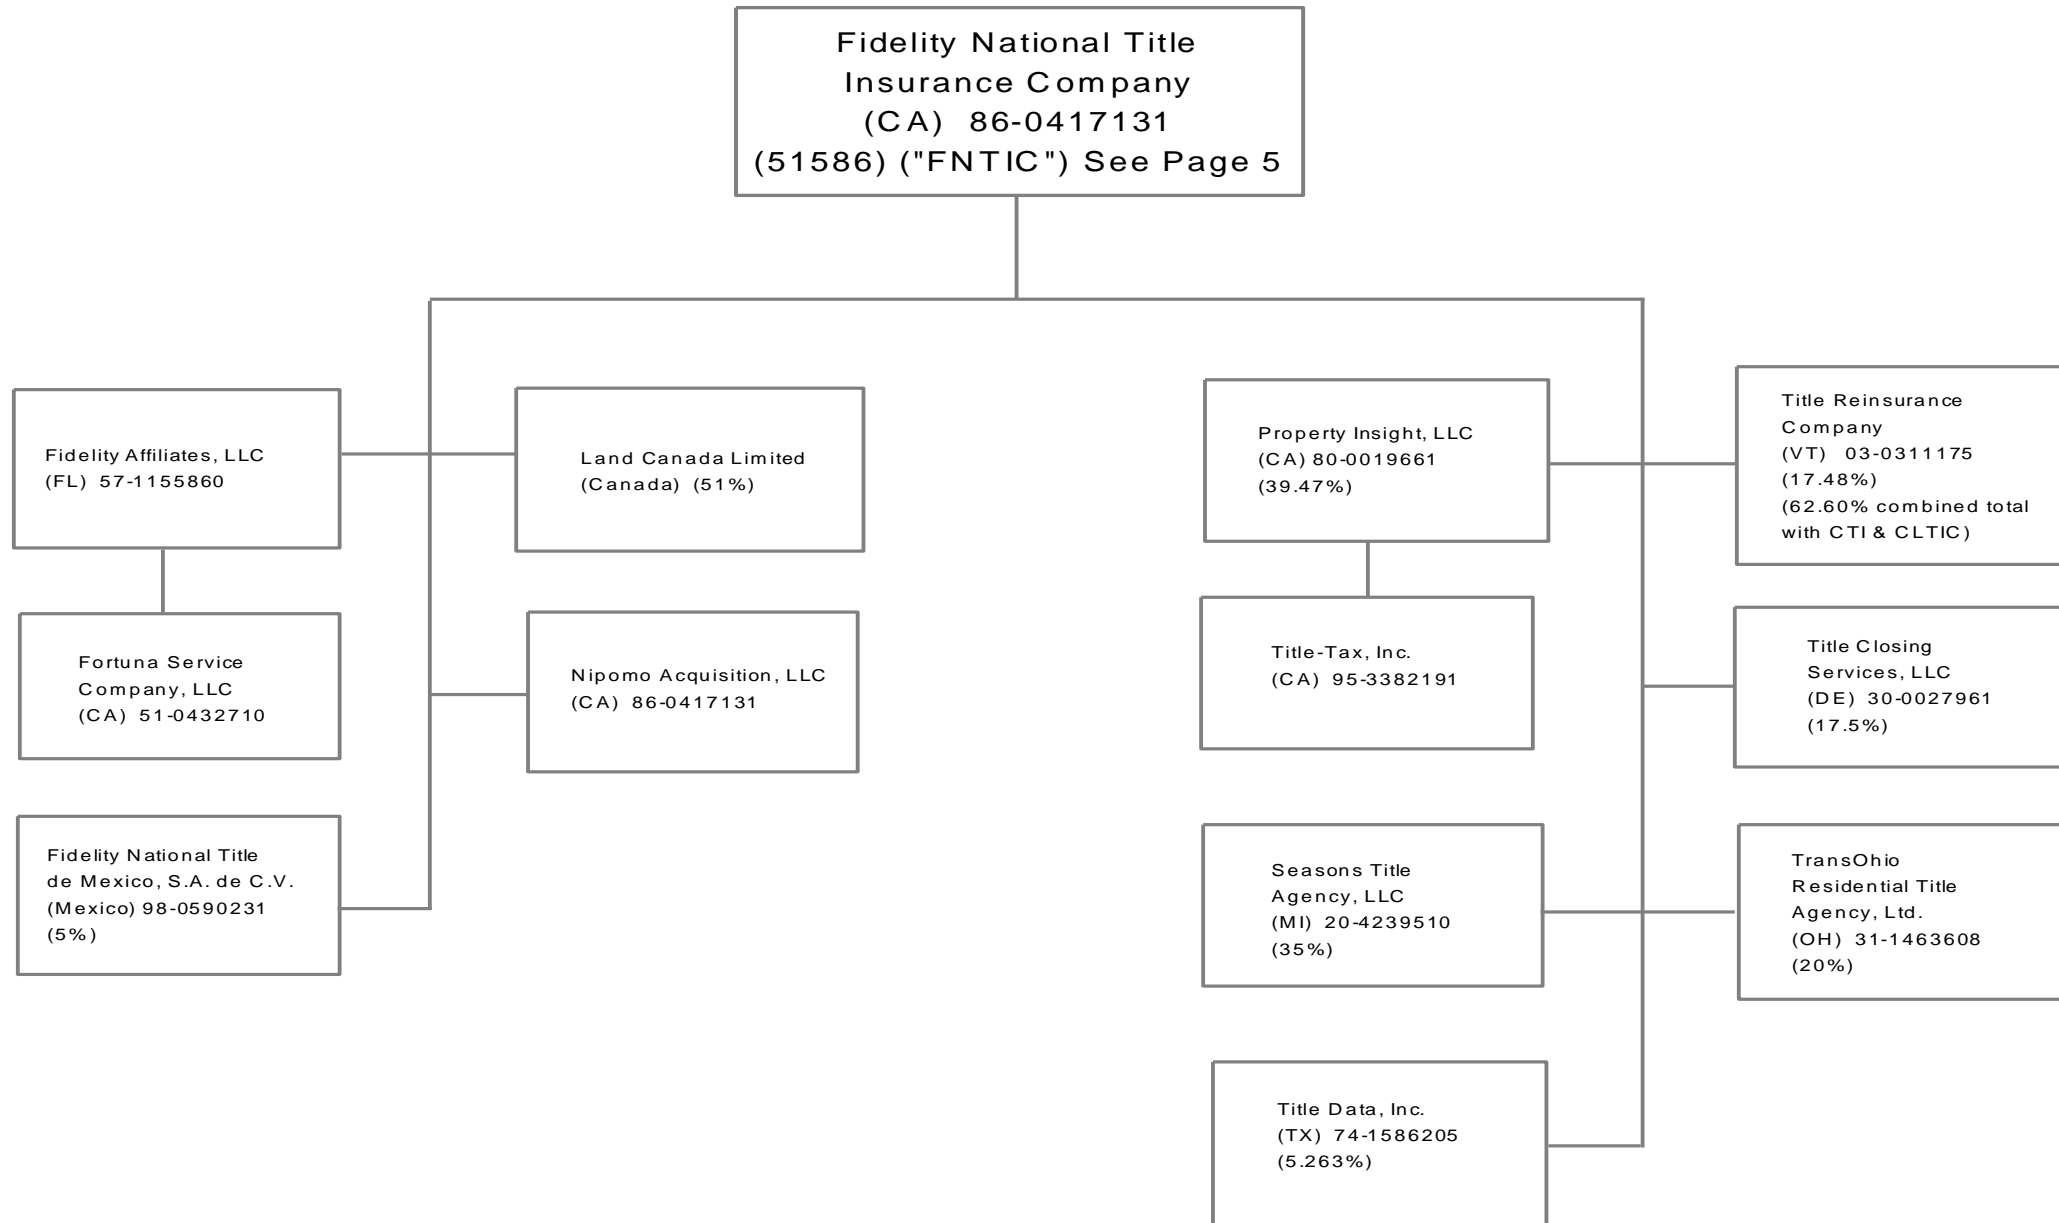 Fidelity National Title
Insurance Company
(CA) 86-0417131
(51586) ("FNTIC") See Page 5
Fidelity Affiliates, LLC
(FL) 57-1155860
Land Canada Limited
(Canada) (51%)
Property Insight, LLC
(CA) 80-0019661
(39.47%)
Title Reinsurance
Company
(VT) 03-0311175
(17.48%)
(62.60% combined total
with CTI & CLTIC)
Fortuna Service
Company, LLC
(CA) 51-0432710
Nipomo Acquisition, LLC
(CA) 86-0417131
Title-Tax, Inc.
(CA) 95-3382191
Title Closing
Services, LLC
(DE) 30-0027961
(17.5%)
Fidelity National Title
de Mexico, S.A. de C.V.
(Mexico) 98-0590231
(5%)
Seasons Title
Agency, LLC
(MI) 20-4239510
(35%)
TransOhio
Residential Title
Agency, Ltd.
(OH) 31-1463608
(20%)
Title Data, Inc.
(TX) 74-1586205
(5.263%)